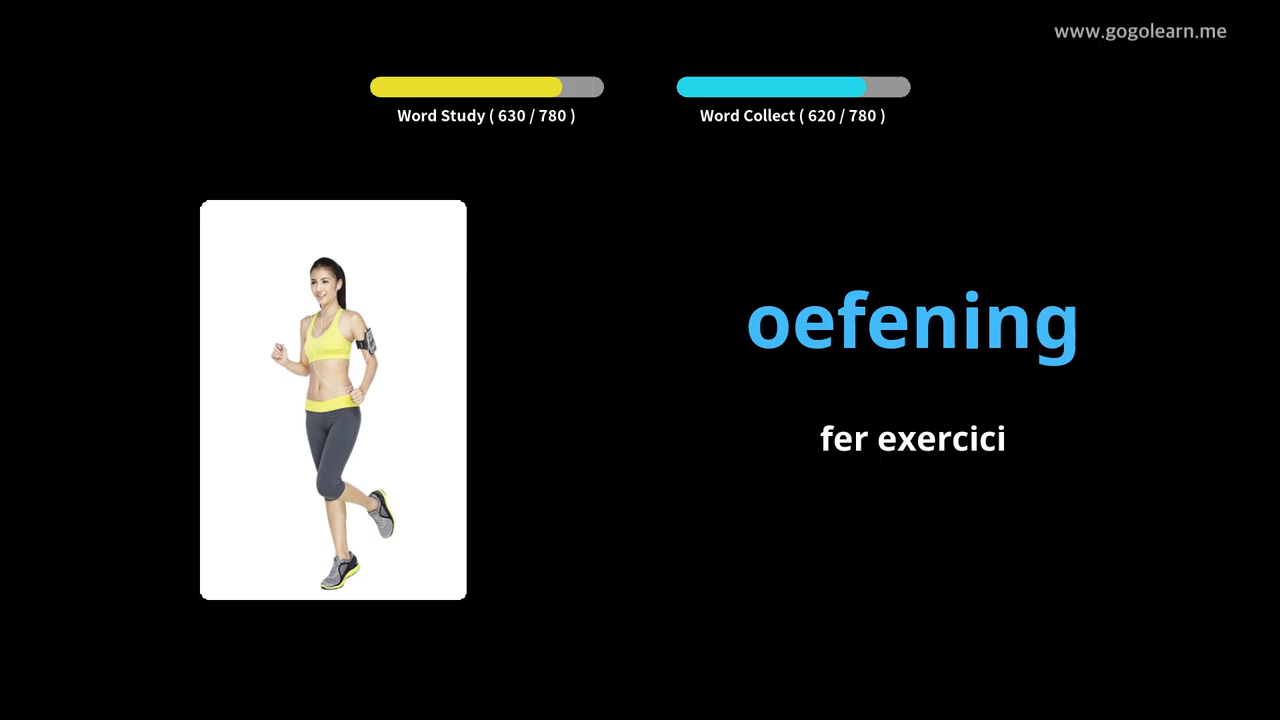 www.gogolearn.me
Word Study ( 630 / 780 )
Word Collect ( 620 / 780 )
oefening
fer exercici